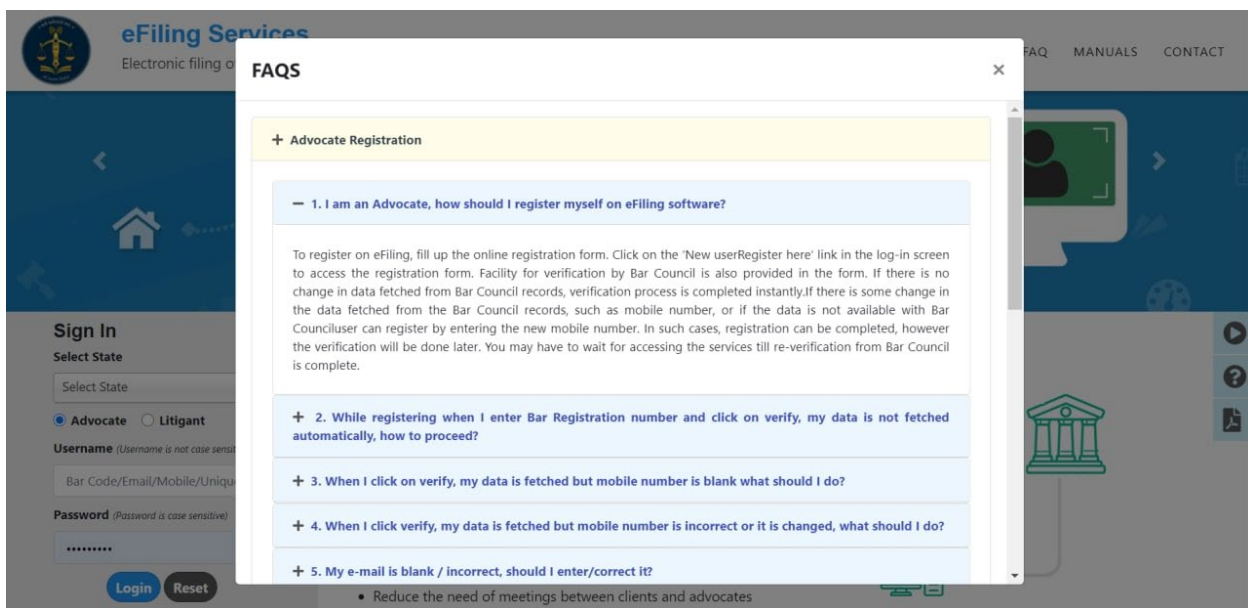 eFiling Services
Electronic filing o
FAQ MANUALS CONTACT
FAQS
×
+ Advocate Registration
− 1. I am an Advocate, how should I register myself on eFiling software?
To register on eFiling, fill up the online registration form. Click on the 'New userRegister here' link in the log-in screen
to access the registration form. Facility for verification by Bar Council is also provided in the form. If there is no
change in data fetched from Bar Council records, verification process is completed instantly.If there is some change in
the data fetched from the Bar Council records, such as mobile number, or if the data is not available with Bar
Counciluser can register by entering the new mobile number. In such cases, registration can be completed, however
the verification will be done later. You may have to wait for accessing the services till re-verification from Bar Council
is complete.
+ 2. While registering when I enter Bar Registration number and click on verify, my data is not fetched
automatically, how to proceed?
+ 3. When I click on verify, my data is fetched but mobile number is blank what should I do?
+ 4. When I click verify, my data is fetched but mobile number is incorrect or it is changed, what should I do?
+ 5. My e-mail is blank / incorrect, should I enter/correct it?
Sign In
Select State
Select State
Advocate Litigant
Username (Username is not case sensit
Bar Code/Email/Mobile/Uniqu
Password (Password is case sensitive)
•••••••••
Login Reset
• Reduce the need of meetings between clients and advocates